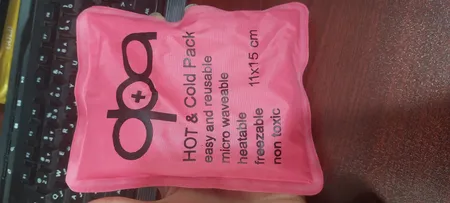 HOT & Cold Pack
easy and reusable
micro waveable
heatable
freezable 11x15 cm
non toxic